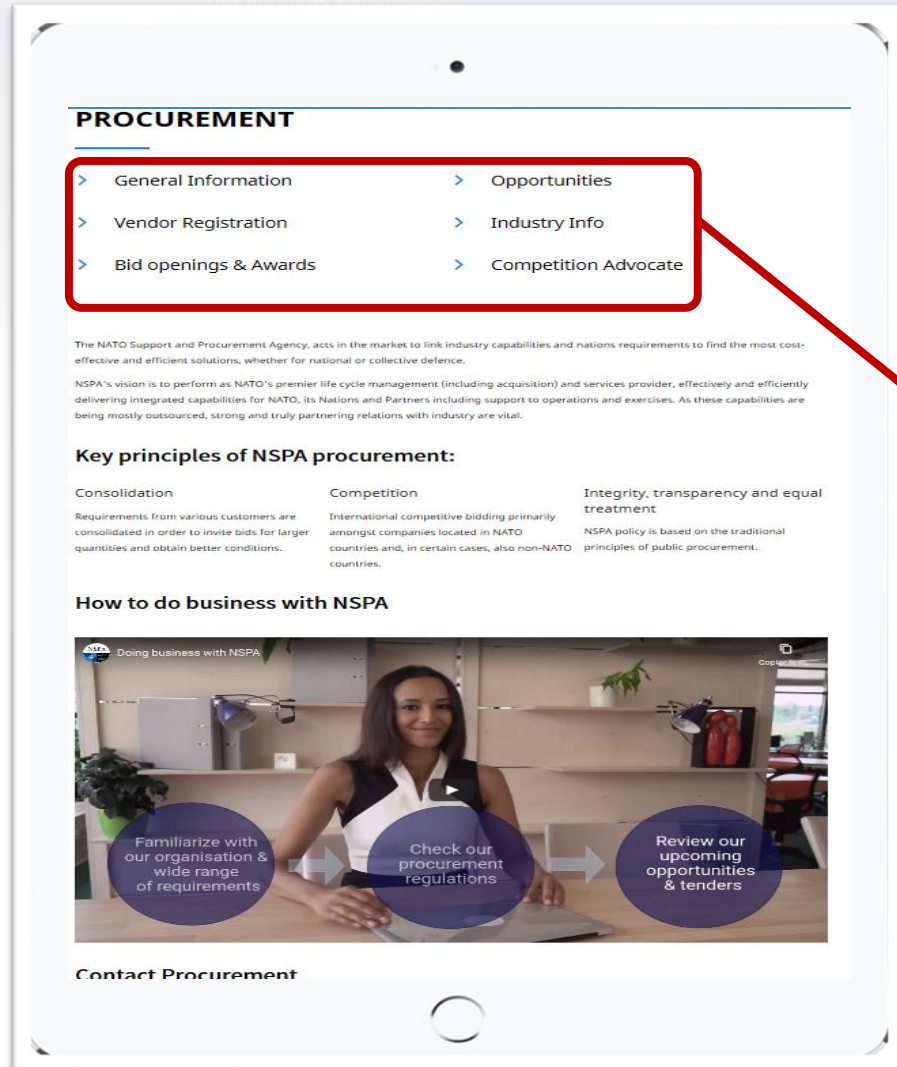 PROCUREMENT
General Information
Opportunities
Vendor Registration
Industry Info
Bid openings & Awards
Competition Advocate
The NATO Support and Procurement Agency, acts in the market to link industry capabilities and nations requirements to find the most cost-
effective and efficient solutions, whether for national or collective defence.
NSPA's vision is to perform as NATO's premier life cycle management (including acquisition) and services provider, effectively and efficiently
delivering integrated capabilities for NATO, its Nations and Partners including support to operations and exercises. As these capabilities are
being mostly outsourced, strong and truly partnering relations with industry are vital.
Key principles of NSPA procurement:
Consolidation
Requirements from various customers are
consolidated in order to invite bids for larger
quantities and obtain better conditions.
Competition
International competitive bidding primarily
amongst companies located in NATO
countries and, in certain cases, also non-NATO
countries.
Integrity, transparency and equal
treatment
NSPA policy is based on the traditional
principles of public procurement.
How to do business with NSPA
NSPA
Doing business with NSPA
Copier le li...
Familiarize with
our organisation &
wide range
of requirements
Check our
procurement
regulations
Review our
upcoming
opportunities
& tenders
Contact Procurement